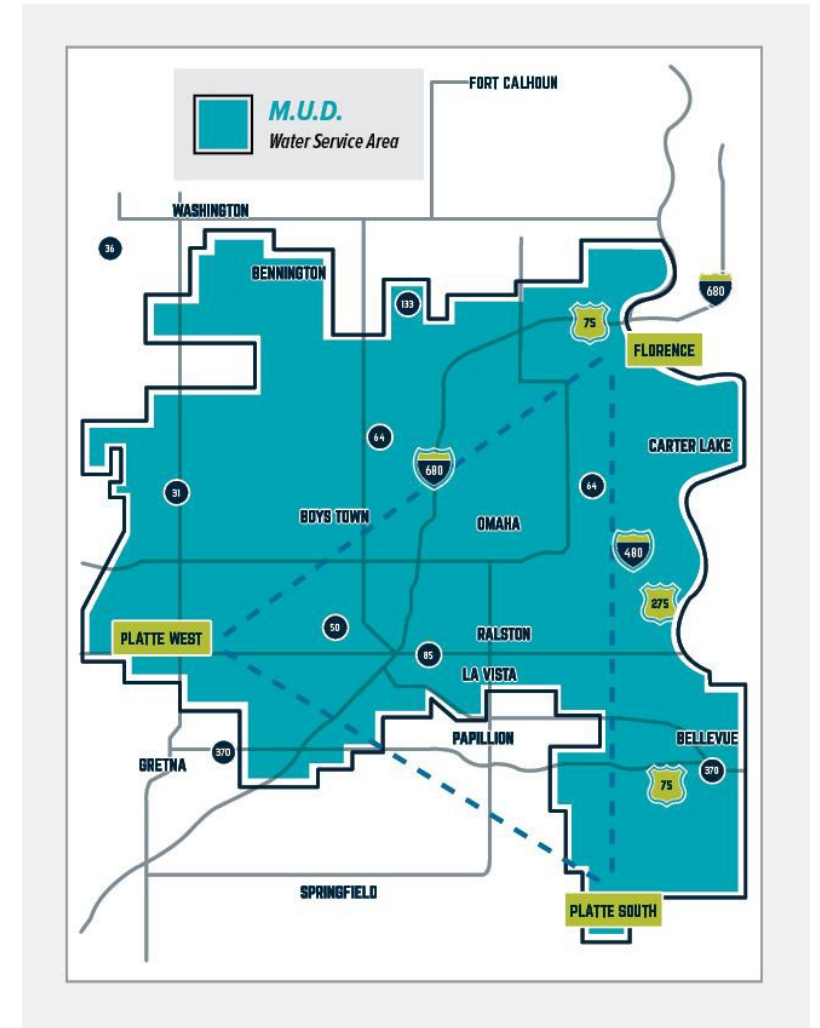 M.U.D.
Water Service Area
FORT CALHOUN
WASHINGTON
36
BENNINGTON
680
133
75
FLORENCE
64
CARTER LAKE
680
31
64
BOYS TOWN
OMAHA
480
275
50
PLATTE WEST
RALSTON
85
LA VISTA
PAPILLION
BELLEVUE
370
GRETNA
370
75
SPRINGFIELD
PLATTE SOUTH